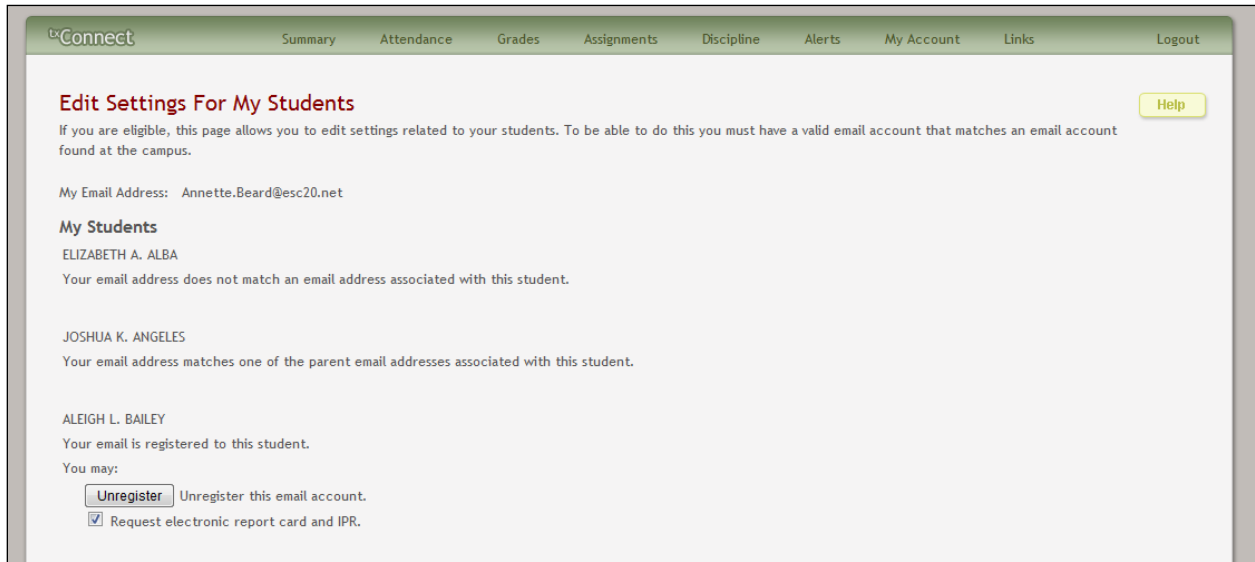 txConnect Summary Attendance Grades Assignments Discipline Alerts My Account Links Logout
Edit Settings For My Students
Help
If you are eligible, this page allows you to edit settings related to your students. To be able to do this you must have a valid email account that matches an email account
found at the campus.
My Email Address: Annette.Beard@esc20.net
My Students
ELIZABETH A. ALBA
Your email address does not match an email address associated with this student.
JOSHUA K. ANGELES
Your email address matches one of the parent email addresses associated with this student.
ALEIGH L. BAILEY
Your email is registered to this student.
You may:
Unregister Unregister this email account.
Request electronic report card and IPR.